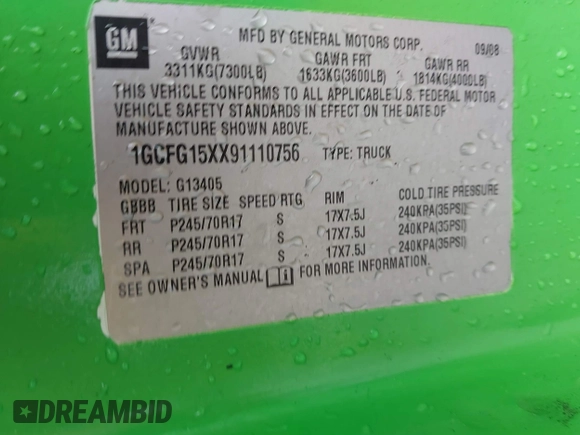 GM
MFD BY GENERAL MOTORS CORP. 09/08
GVWR GAWR FRT GAWR RR
3311KG(7300LB) 1633KG(3600LB) 1814KG(4000LB)
THIS VEHICLE CONFORMS TO ALL APPLICABLE U.S. FEDERAL MOTOR
VEHICLE SAFETY STANDARDS IN EFFECT ON THE DATE OF
MANUFACTURE SHOWN ABOVE.
1GCFG15XX91110756 TYPE: TRUCK
MODEL: G13405
GBBB TIRE SIZE SPEED/RTG RIM COLD TIRE PRESSURE
FRT P245/70R17 S 17X7.5J 240KPA(35PSI)
RR P245/70R17 S 17X7.5J 240KPA(35PSI)
SPA P245/70R17 S 17X7.5J 240KPA(35PSI)
SEE OWNER'S MANUAL FOR MORE INFORMATION.
DREAMBID